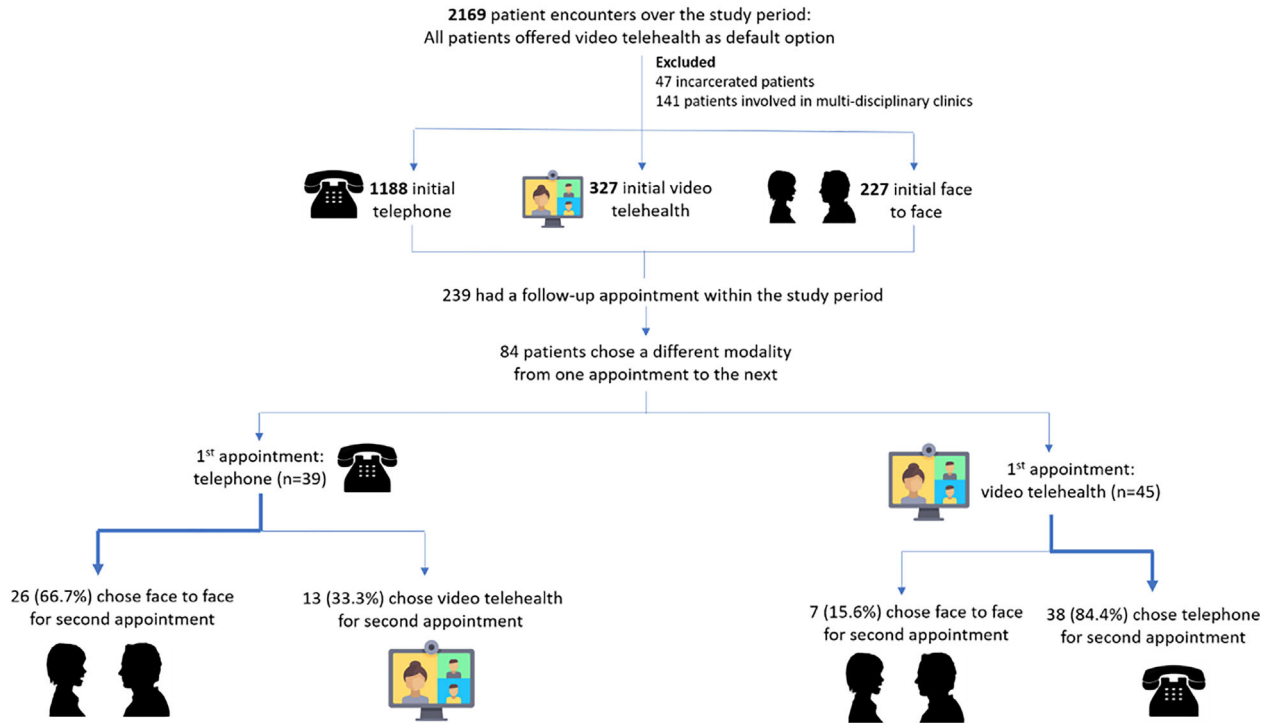 2169 patient encounters over the study period:
All patients offered video telehealth as default option
Excluded
47 incarcerated patients
141 patients involved in multi-disciplinary clinics
1188 initial
telephone
327 initial video
telehealth
227 initial face
to face
239 had a follow-up appointment within the study period
84 patients chose a different modality
from one appointment to the next
1st appointment:
telephone (n=39)
1st appointment:
video telehealth (n=45)
26 (66.7%) chose face to face
for second appointment
13 (33.3%) chose video telehealth
for second appointment
7 (15.6%) chose face to face
for second appointment
38 (84.4%) chose telephone
for second appointment